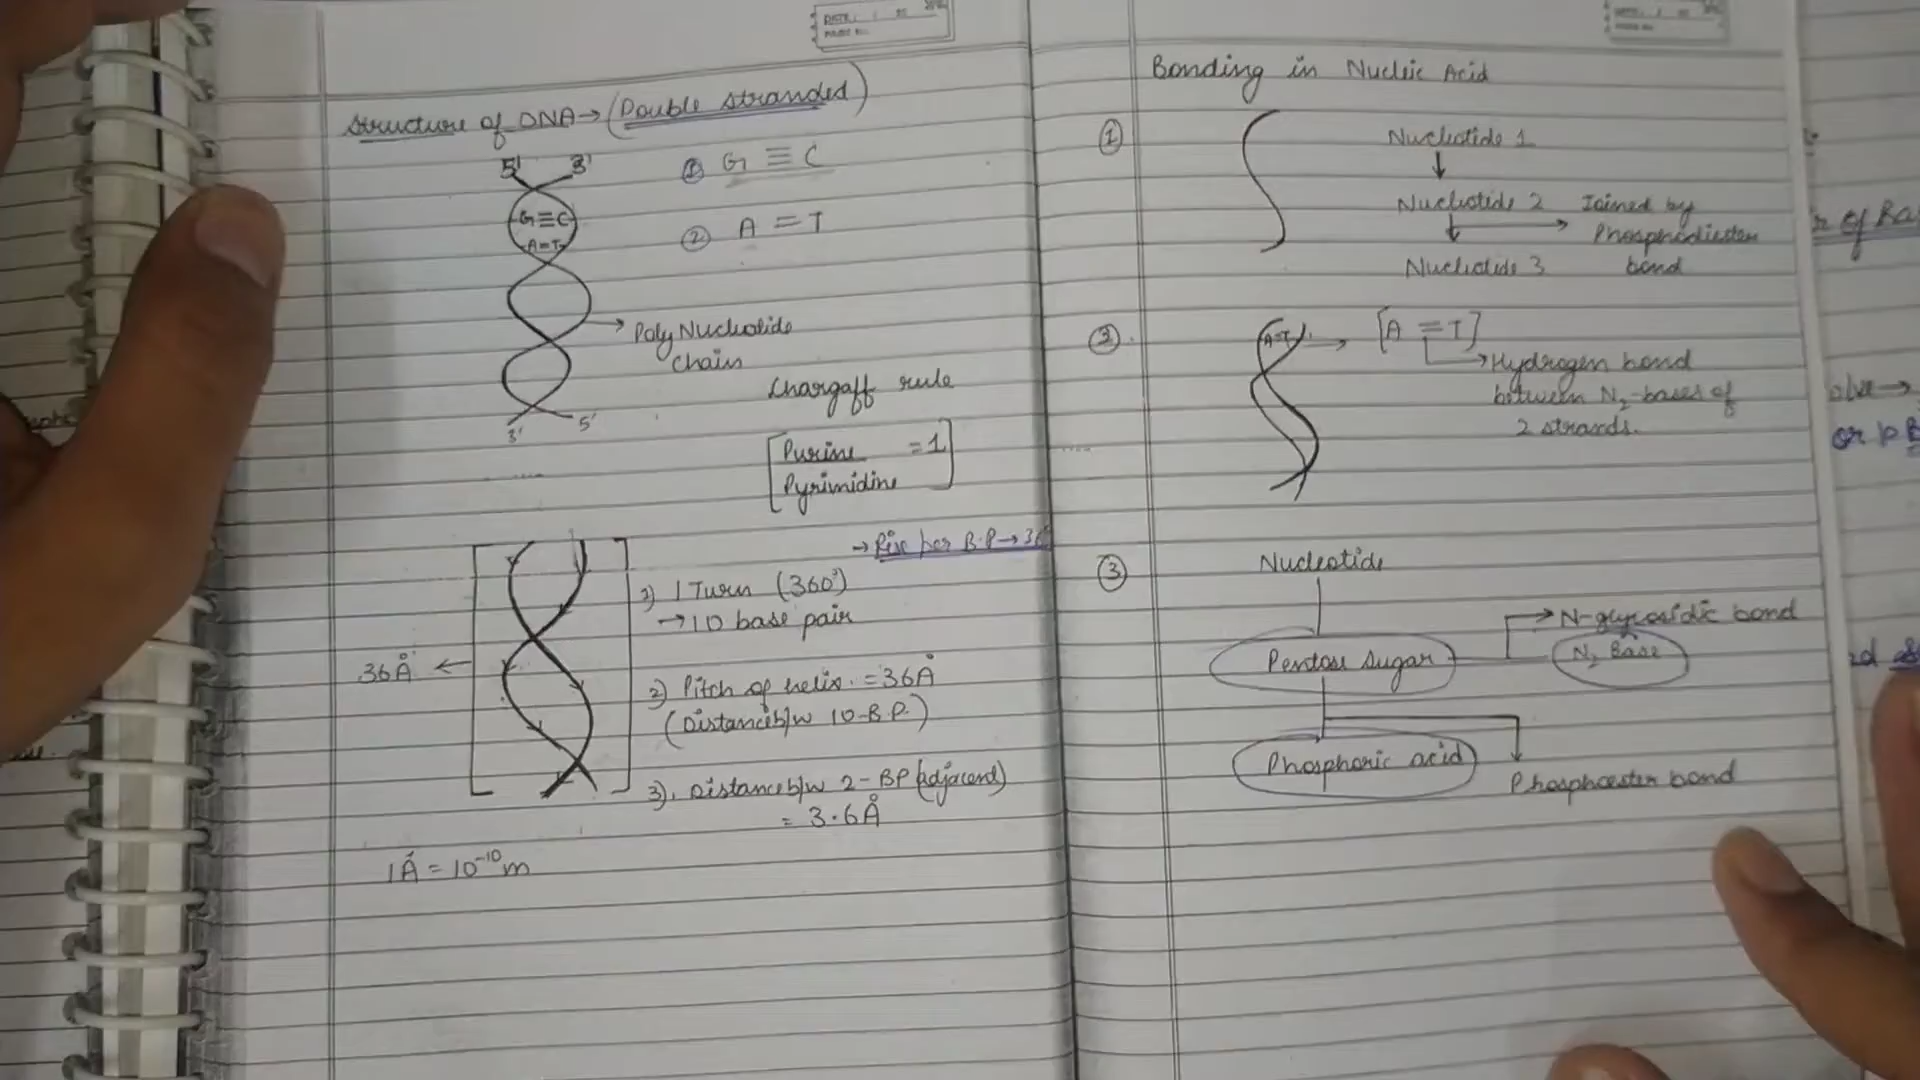 Structure of DNA → (Double stranded)
5' 3'
① G ≡ C
G≡C
A=T
② A = T
→ Poly Nucleotide
Chain
Chargaff rule
3' 5'
[Purine = 1]
Pyrimidine
→ Rise per B.P → 36
1) 1 Turn (360°)
→ 10 base pair
36Å ←
2) Pitch of helix. = 36Å
(Distance b/w 10-B.P.)
3). Distance b/w 2-BP (adjacent)
= 3.6Å
1Å = 10⁻¹⁰ m
Bonding in Nucleic Acid
① Nucleotide 1
↓
Nucleotide 2 Joined by
→ Phosphodiester
Nucleotide 3 bond
② A=T → [A = T]
→ Hydrogen bond
between N₂-bases of
2 strands.
③ Nucleotide
→ N-glycosidic bond
Pentose sugar N₂ Base
Phosphoric acid
Phosphoester bond
of Ba
or p B